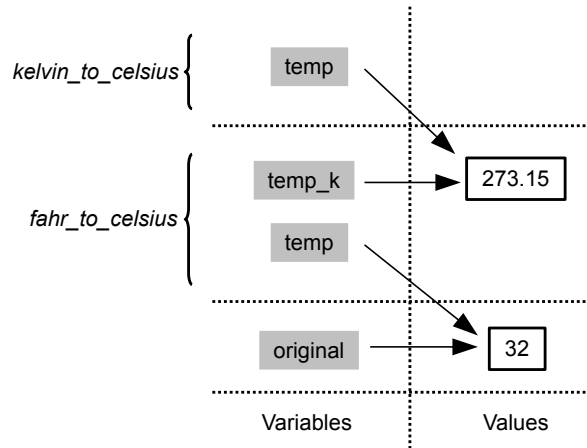 kelvin_to_celsius
temp
fahr_to_celsius
temp_k
273.15
temp
original
32
Variables
Values